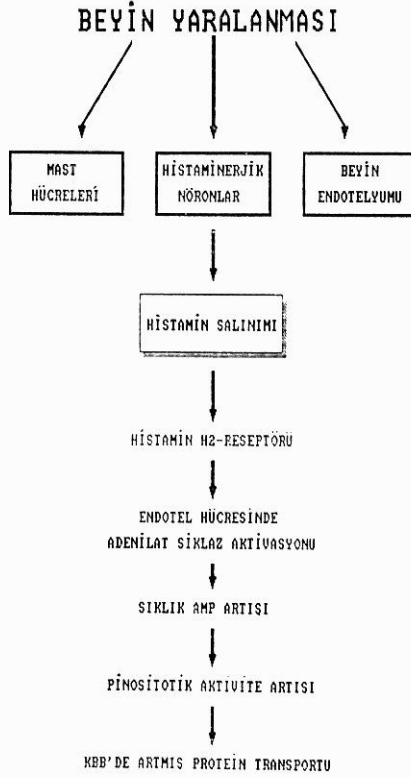 BEYİN YARALANMASI
MAST
HÜCRELERİ
HİSTAMİNERJİK
NÖRONLAR
BEYİN
ENDOTELYUMU
HİSTAMİN SALINIMI
HİSTAMİN H2-RESEPTÖRÜ
ENDOTEL HÜCRESİNDE
ADENİLAT SİKLAZ AKTİVASYONU
SIKLIK AMP ARTIŞI
PİNOSİTOTİK AKTİVİTE ARTIŞI
KBB'DE ARTMIŞ PROTEİN TRANSPORTU